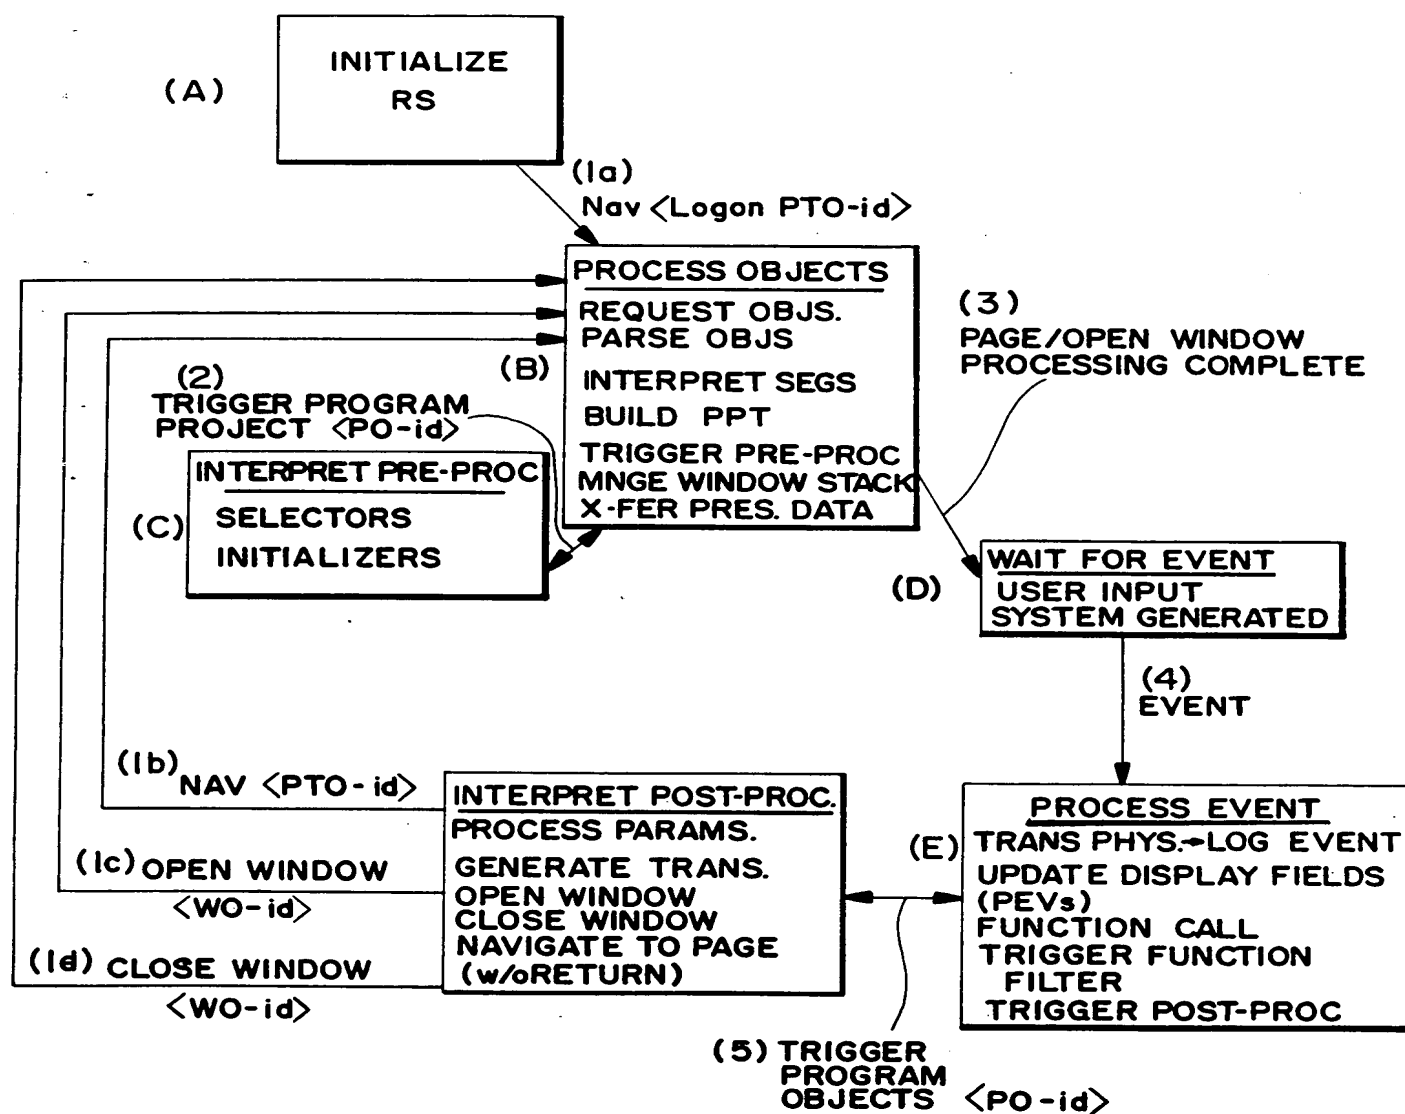 (A)
INITIALIZE
RS
(1a)
Nav <Logon PTO-id>
PROCESS OBJECTS
REQUEST OBJS.
PARSE OBJS
INTERPRET SEGS
BUILD PPT
TRIGGER PRE-PROC
MNGE WINDOW STACK
X-FER PRES. DATA
(B)
(2)
TRIGGER PROGRAM
PROJECT <PO-id>
INTERPRET PRE-PROC
SELECTORS
INITIALIZERS
(C)
(3)
PAGE/OPEN WINDOW
PROCESSING COMPLETE
WAIT FOR EVENT
USER INPUT
SYSTEM GENERATED
(D)
(4)
EVENT
(1b)
NAV <PTO-id>
(1c) OPEN WINDOW
<WO-id>
(1d) CLOSE WINDOW
<WO-id>
INTERPRET POST-PROC.
PROCESS PARAMS.
GENERATE TRANS.
OPEN WINDOW
CLOSE WINDOW
NAVIGATE TO PAGE
(w/oRETURN)
(E)
PROCESS EVENT
TRANS PHYS.→LOG EVENT
UPDATE DISPLAY FIELDS
(PEVs)
FUNCTION CALL
TRIGGER FUNCTION
FILTER
TRIGGER POST-PROC
(5) TRIGGER
PROGRAM
OBJECTS <PO-id>